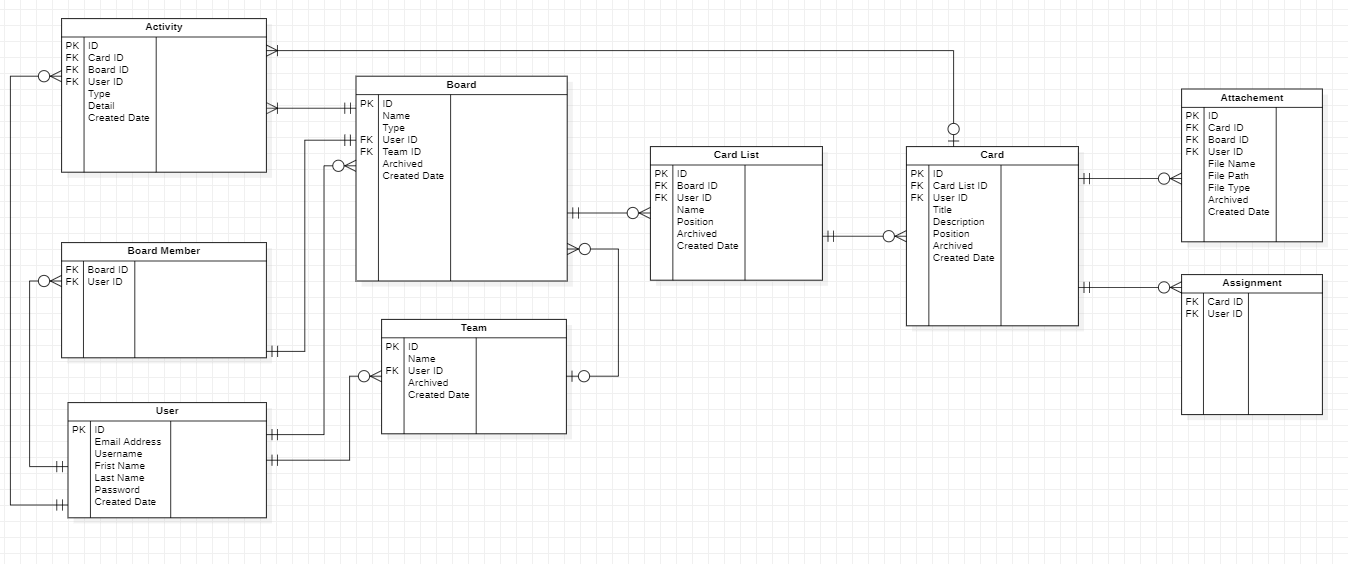 Activity
PK ID
FK Card ID
FK Board ID
FK User ID
Type
Detail
Created Date
Board
PK ID
Name
Type
FK User ID
FK Team ID
Archived
Created Date
Card List
PK ID
FK Board ID
FK User ID
Name
Position
Archived
Created Date
Card
PK ID
FK Card List ID
FK User ID
Title
Description
Position
Archived
Created Date
Attachement
PK ID
FK Card ID
FK Board ID
FK User ID
File Name
File Path
File Type
Archived
Created Date
Board Member
FK Board ID
FK User ID
Team
PK ID
Name
FK User ID
Archived
Created Date
Assignment
FK Card ID
FK User ID
User
PK ID
Email Address
Username
Frist Name
Last Name
Password
Created Date